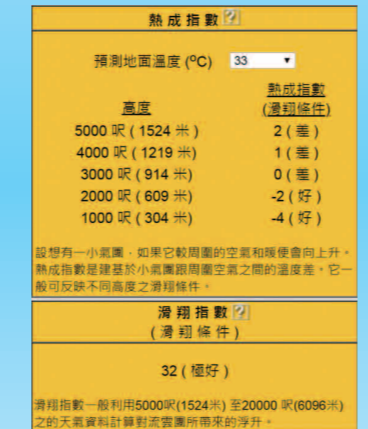 熱成指數 ?
預測地面溫度 (ºC) 33
熱成指數
高度 (滑翔條件)
5000 呎 ( 1524 米 ) 2 ( 差 )
4000 呎 ( 1219 米) 1 ( 差 )
3000 呎 ( 914 米) 0 ( 差 )
2000 呎 ( 609 米) -2 ( 好 )
1000 呎 ( 304 米) -4 ( 好 )
設想有一小氣團，如果它較周圍的空氣和暖便會向上升。
熱成指數是建基於小氣團跟周圍空氣之間的溫度差。它一
般可反映不同高度之滑翔條件。
滑翔指數 ?
( 滑翔條件 )
32 ( 極好 )
滑翔指數一般利用5000呎(1524米) 至20000 呎(6096米)
之的天氣資料計算對流雲團所帶來的浮升。